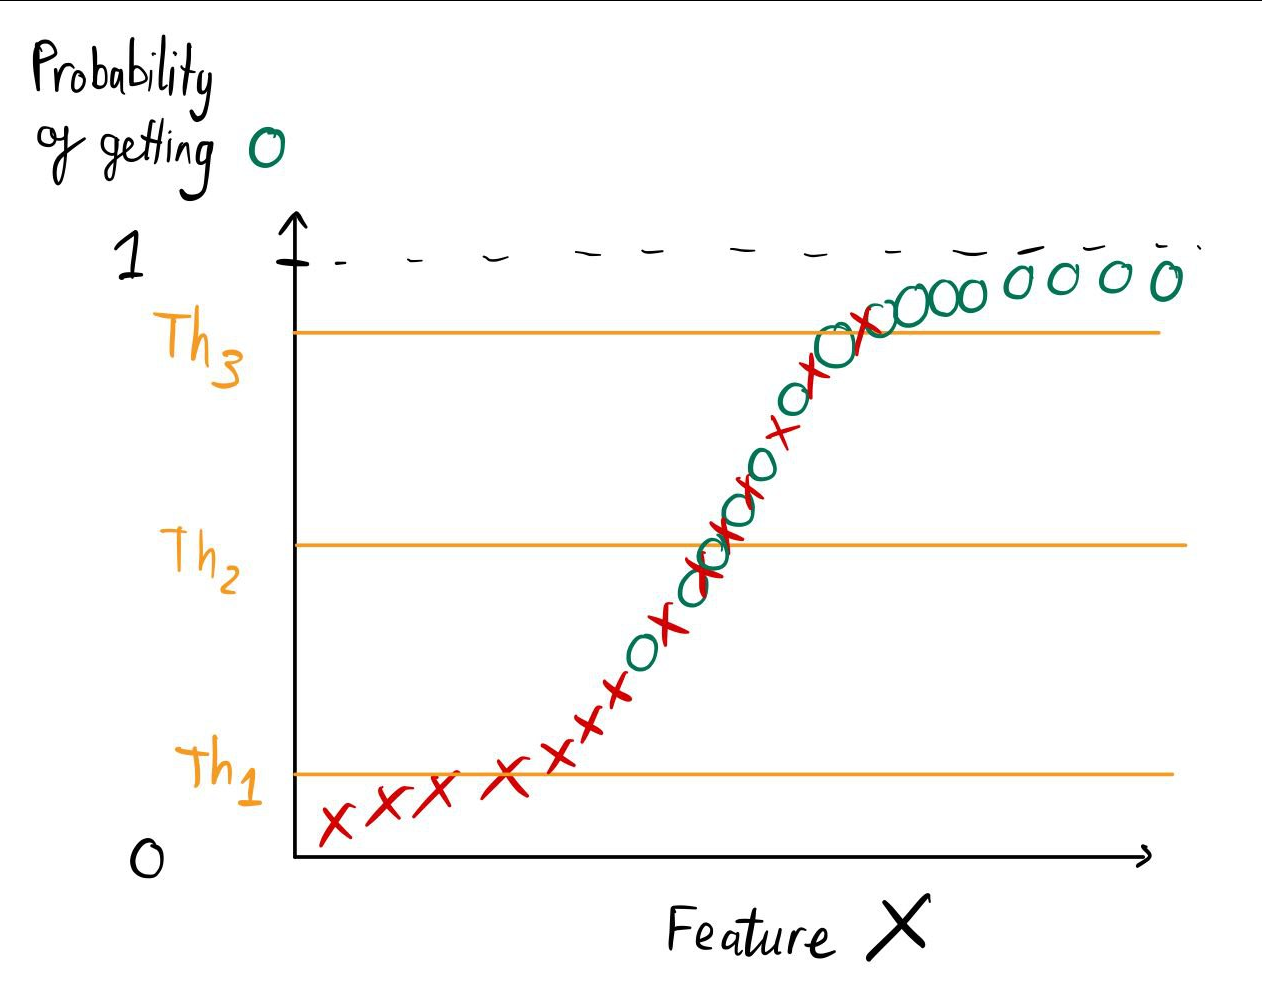 Probability
of getting O
1
Th3
Th2
Th1
0
Feature X